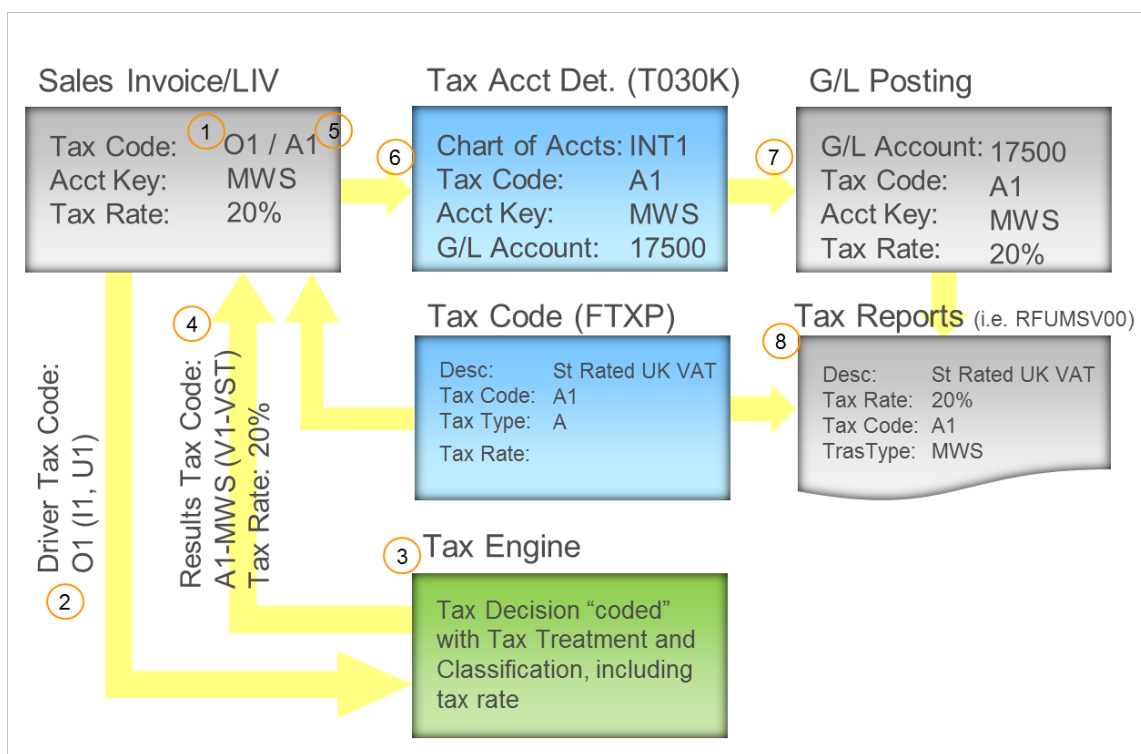 Sales Invoice/LIV
Tax Code: 1 O1 / A1 5
Acct Key: MWS
Tax Rate: 20%
6
Tax Acct Det. (T030K)
Chart of Accts: INT1
Tax Code: A1
Acct Key: MWS
G/L Account: 17500
7
G/L Posting
G/L Account: 17500
Tax Code: A1
Acct Key: MWS
Tax Rate: 20%
Driver Tax Code:
O1 (I1, U1)
2
4
Results Tax Code:
A1-MWS (V1-VST)
Tax Rate: 20%
Tax Code (FTXP)
Desc: St Rated UK VAT
Tax Code: A1
Tax Type: A
Tax Rate:
8
Tax Reports (i.e. RFUMSV00)
Desc: St Rated UK VAT
Tax Rate: 20%
Tax Code: A1
TrasType: MWS
3
Tax Engine
Tax Decision “coded”
with Tax Treatment and
Classification, including
tax rate